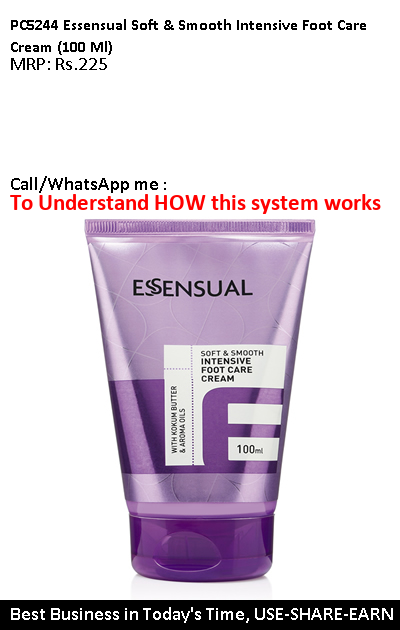 PC5244 Essensual Soft & Smooth Intensive Foot Care
Cream (100 Ml)
MRP: Rs.225
Call/WhatsApp me :
To Understand HOW this system works
ESSENSUAL
SOFT & SMOOTH
INTENSIVE
FOOT CARE
CREAM
WITH KOKUM BUTTER
& AROMA OILS
100ml
Best Business in Today's Time, USE-SHARE-EARN